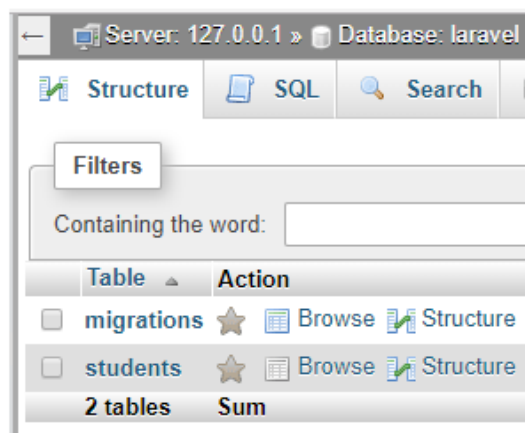 ← Server: 127.0.0.1 » Database: laravel
Structure SQL Search
Filters
Containing the word:
Table Action
migrations Browse Structure
students Browse Structure
2 tables Sum